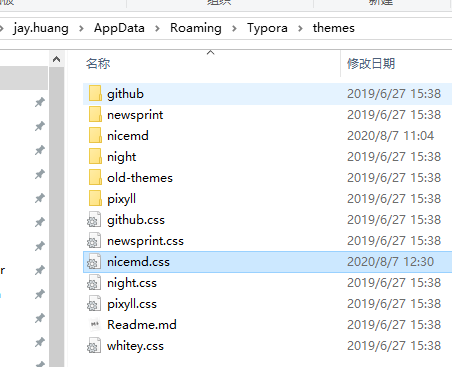 组织
新建
jay.huang > AppData > Roaming > Typora > themes
名称 修改日期
github 2019/6/27 15:38
newsprint 2019/6/27 15:38
nicemd 2020/8/7 11:04
night 2019/6/27 15:38
old-themes 2019/6/27 15:38
pixyll 2019/6/27 15:38
github.css 2019/6/27 15:38
newsprint.css 2019/6/27 15:38
nicemd.css 2020/8/7 12:30
night.css 2019/6/27 15:38
pixyll.css 2019/6/27 15:38
Readme.md 2019/6/27 15:38
whitey.css 2019/6/27 15:38